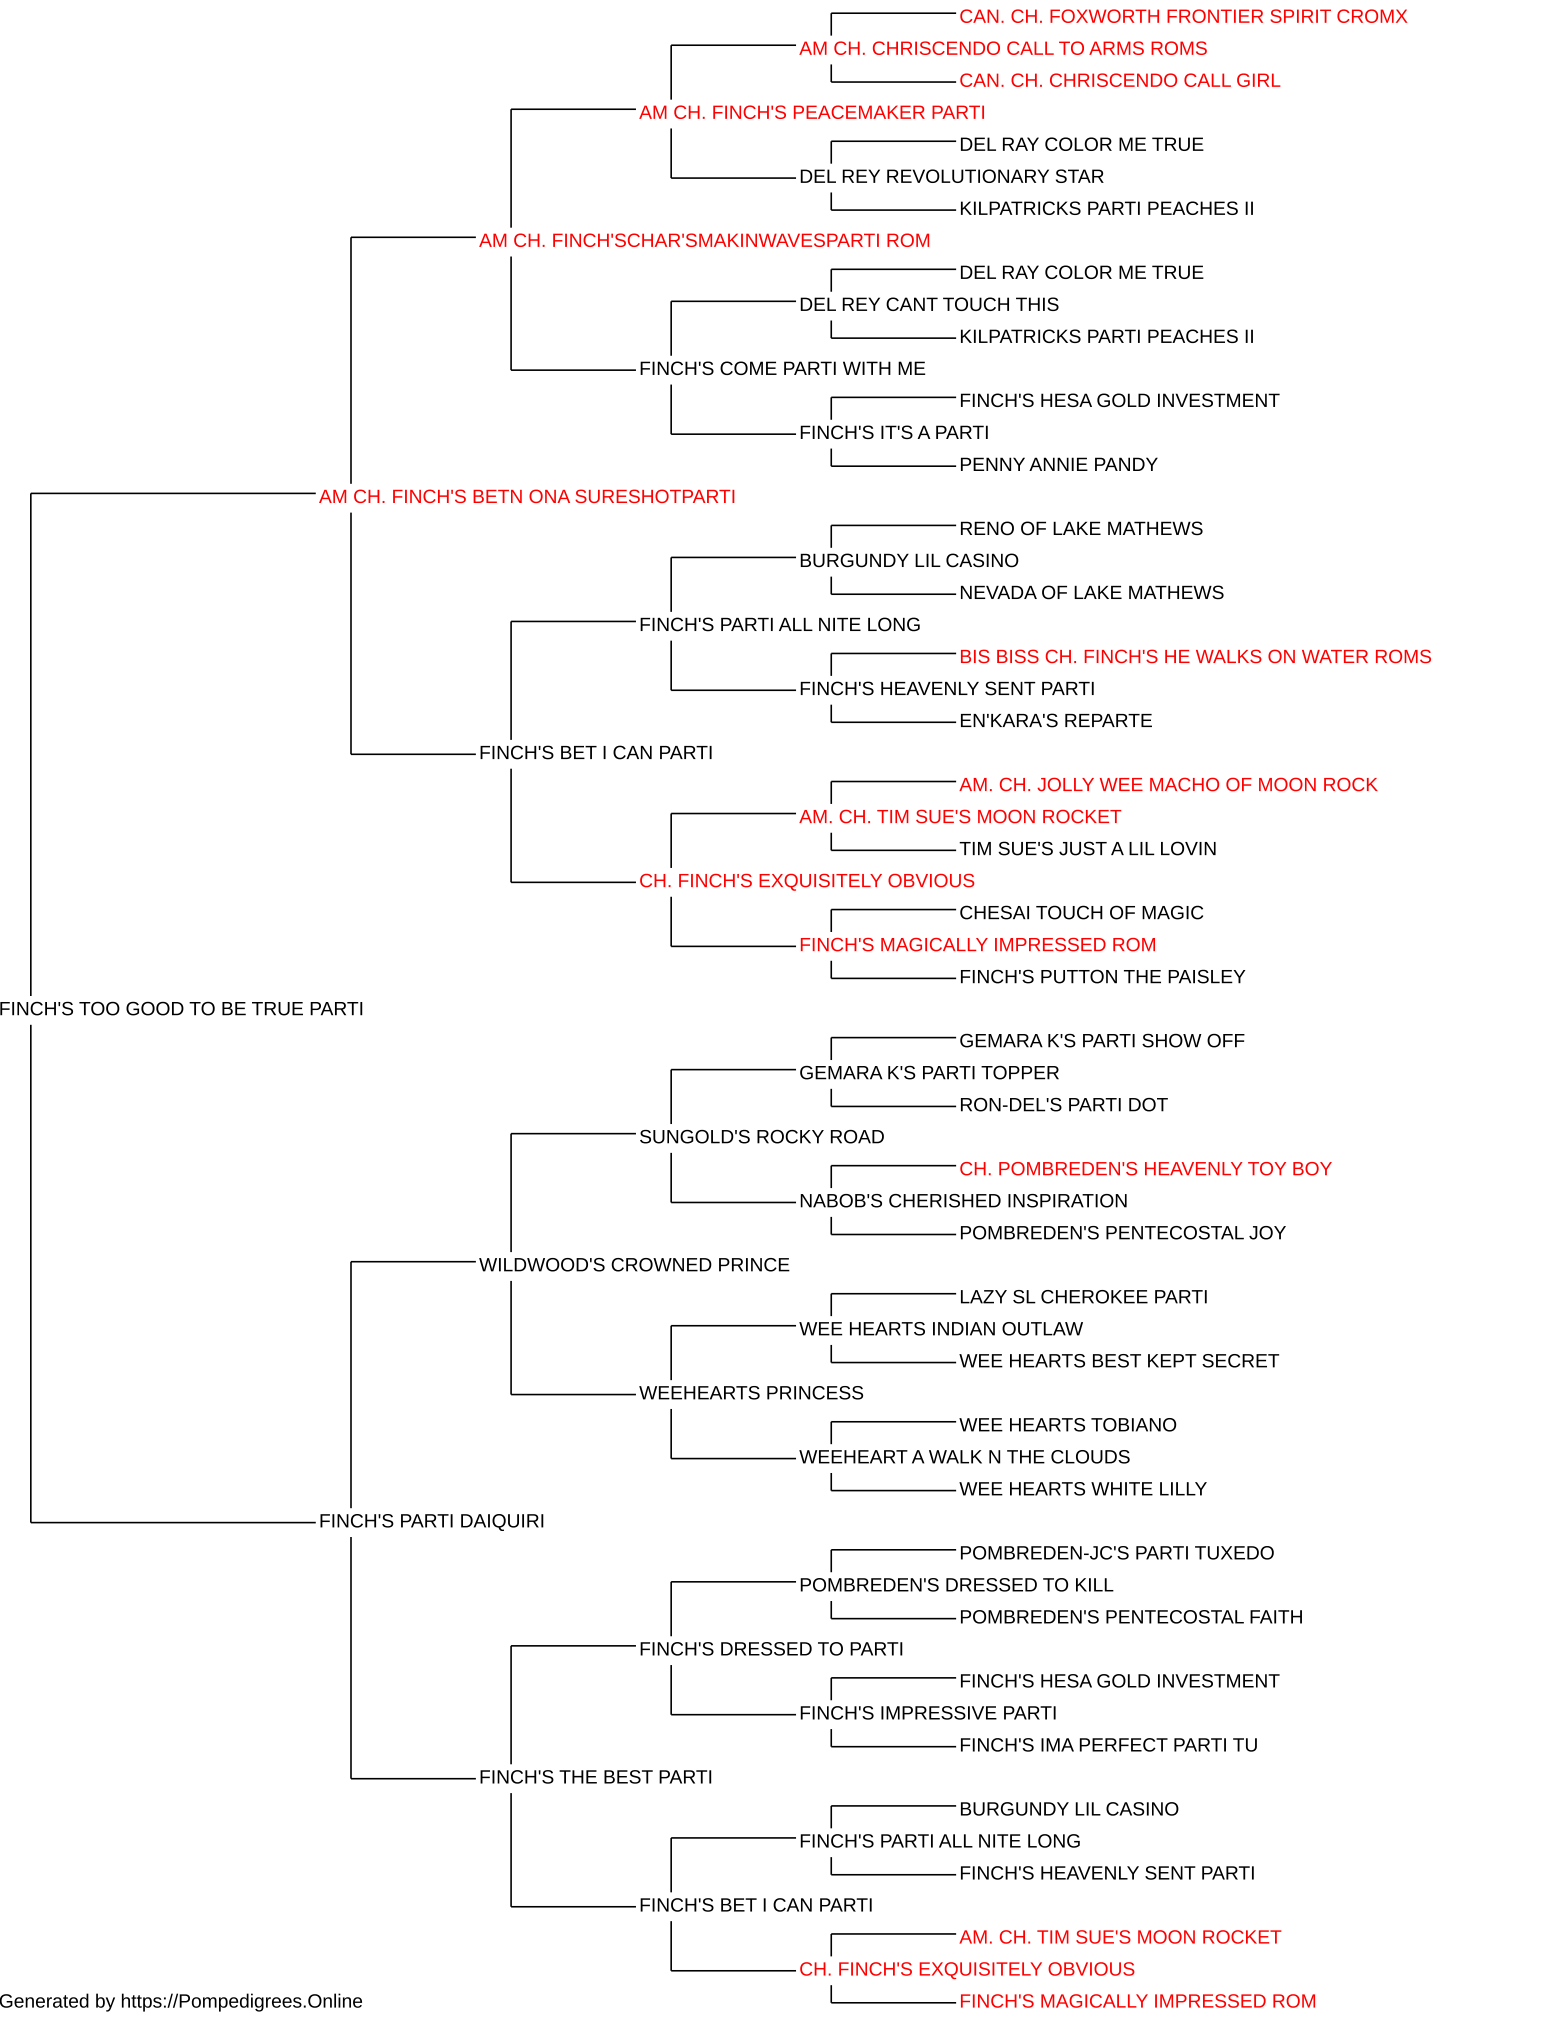 CAN. CH. FOXWORTH FRONTIER SPIRIT CROMX
AM CH. CHRISCENDO CALL TO ARMS ROMS
CAN. CH. CHRISCENDO CALL GIRL
AM CH. FINCH'S PEACEMAKER PARTI
DEL RAY COLOR ME TRUE
DEL REY REVOLUTIONARY STAR
KILPATRICKS PARTI PEACHES II
AM CH. FINCH'SCHAR'SMAKINWAVESPARTI ROM
DEL RAY COLOR ME TRUE
DEL REY CANT TOUCH THIS
KILPATRICKS PARTI PEACHES II
FINCH'S COME PARTI WITH ME
FINCH'S HESA GOLD INVESTMENT
FINCH'S IT'S A PARTI
PENNY ANNIE PANDY
AM CH. FINCH'S BETN ONA SURESHOTPARTI
RENO OF LAKE MATHEWS
BURGUNDY LIL CASINO
NEVADA OF LAKE MATHEWS
FINCH'S PARTI ALL NITE LONG
BIS BISS CH. FINCH'S HE WALKS ON WATER ROMS
FINCH'S HEAVENLY SENT PARTI
EN'KARA'S REPARTE
FINCH'S BET I CAN PARTI
AM. CH. JOLLY WEE MACHO OF MOON ROCK
AM. CH. TIM SUE'S MOON ROCKET
TIM SUE'S JUST A LIL LOVIN
CH. FINCH'S EXQUISITELY OBVIOUS
CHESAI TOUCH OF MAGIC
FINCH'S MAGICALLY IMPRESSED ROM
FINCH'S PUTTON THE PAISLEY
FINCH'S TOO GOOD TO BE TRUE PARTI
GEMARA K'S PARTI SHOW OFF
GEMARA K'S PARTI TOPPER
RON-DEL'S PARTI DOT
SUNGOLD'S ROCKY ROAD
CH. POMBREDEN'S HEAVENLY TOY BOY
NABOB'S CHERISHED INSPIRATION
POMBREDEN'S PENTECOSTAL JOY
WILDWOOD'S CROWNED PRINCE
LAZY SL CHEROKEE PARTI
WEE HEARTS INDIAN OUTLAW
WEE HEARTS BEST KEPT SECRET
WEEHEARTS PRINCESS
WEE HEARTS TOBIANO
WEEHEART A WALK N THE CLOUDS
WEE HEARTS WHITE LILLY
FINCH'S PARTI DAIQUIRI
POMBREDEN-JC'S PARTI TUXEDO
POMBREDEN'S DRESSED TO KILL
POMBREDEN'S PENTECOSTAL FAITH
FINCH'S DRESSED TO PARTI
FINCH'S HESA GOLD INVESTMENT
FINCH'S IMPRESSIVE PARTI
FINCH'S IMA PERFECT PARTI TU
FINCH'S THE BEST PARTI
BURGUNDY LIL CASINO
FINCH'S PARTI ALL NITE LONG
FINCH'S HEAVENLY SENT PARTI
FINCH'S BET I CAN PARTI
AM. CH. TIM SUE'S MOON ROCKET
CH. FINCH'S EXQUISITELY OBVIOUS
FINCH'S MAGICALLY IMPRESSED ROM
Generated by https://Pompedigrees.Online